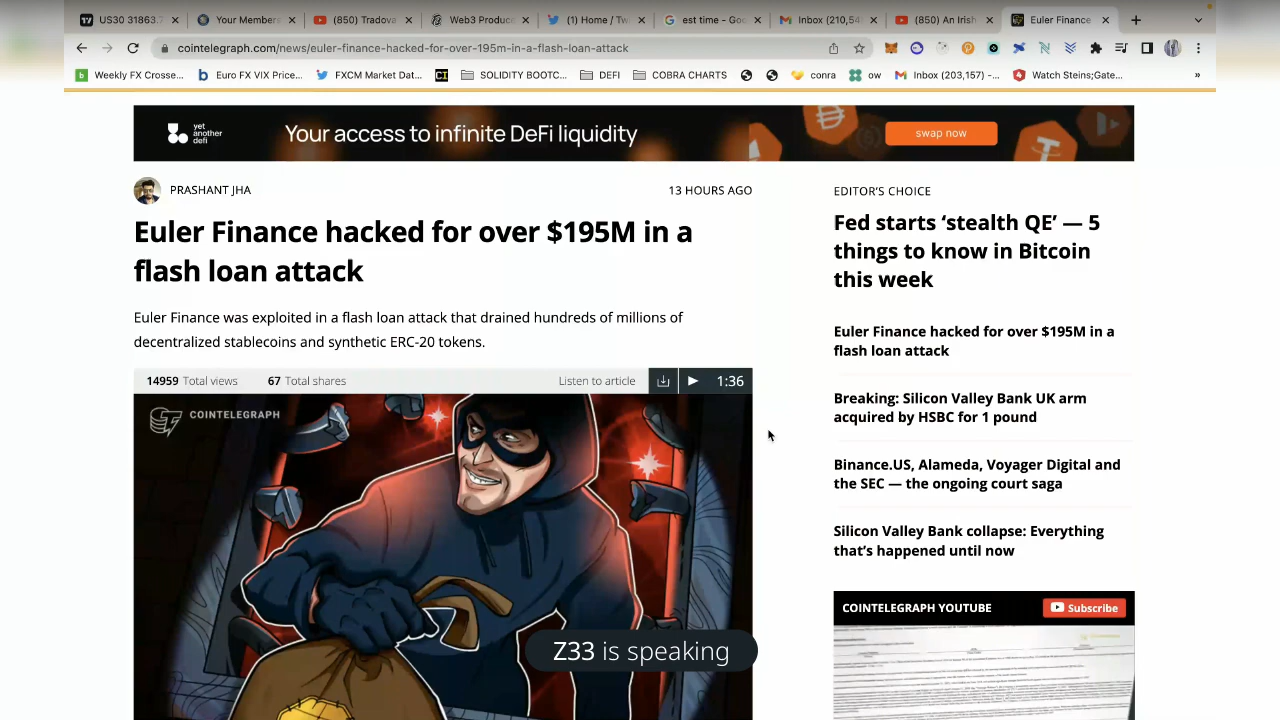 US30 31863.7
Your Members
(850) Tradova
Web3 Produc
(1) Home / Tw
est time - Goo
Inbox (210,54
(850) An Irish
Euler Finance
cointelegraph.com/news/euler-finance-hacked-for-over-195m-in-a-flash-loan-attack
Weekly FX Crosse...
Euro FX VIX Price...
FXCM Market Dat...
SOLIDITY BOOTC...
DEFI
COBRA CHARTS
conra
ow
Inbox (203,157) -...
Watch Steins;Gate...
»
yet
another
defi
Your access to infinite DeFi liquidity
swap now
PRASHANT JHA
13 HOURS AGO
Euler Finance hacked for over $195M in a
flash loan attack
Euler Finance was exploited in a flash loan attack that drained hundreds of millions of
decentralized stablecoins and synthetic ERC-20 tokens.
14959 Total views
67 Total shares
Listen to article
1:36
COINTELEGRAPH
Z33 is speaking
EDITOR'S CHOICE
Fed starts ‘stealth QE’ — 5
things to know in Bitcoin
this week
Euler Finance hacked for over $195M in a
flash loan attack
Breaking: Silicon Valley Bank UK arm
acquired by HSBC for 1 pound
Binance.US, Alameda, Voyager Digital and
the SEC — the ongoing court saga
Silicon Valley Bank collapse: Everything
that’s happened until now
COINTELEGRAPH YOUTUBE
Subscribe